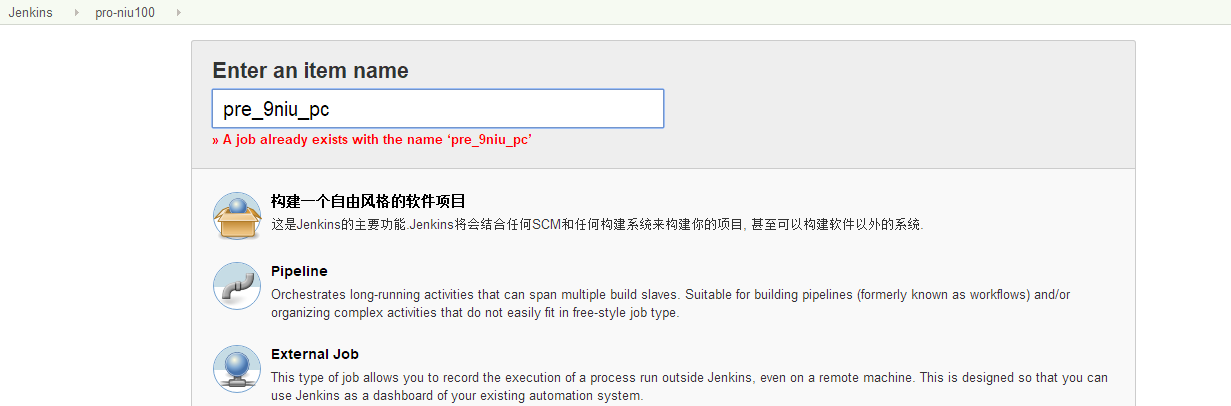 Jenkins pro-niu100
Enter an item name
pre_9niu_pc
» A job already exists with the name ‘pre_9niu_pc’
构建一个自由风格的软件项目
这是Jenkins的主要功能.Jenkins将会结合任何SCM和任何构建系统来构建你的项目, 甚至可以构建软件以外的系统.
Pipeline
Orchestrates long-running activities that can span multiple build slaves. Suitable for building pipelines (formerly known as workflows) and/or
organizing complex activities that do not easily fit in free-style job type.
External Job
This type of job allows you to record the execution of a process run outside Jenkins, even on a remote machine. This is designed so that you can
use Jenkins as a dashboard of your existing automation system.